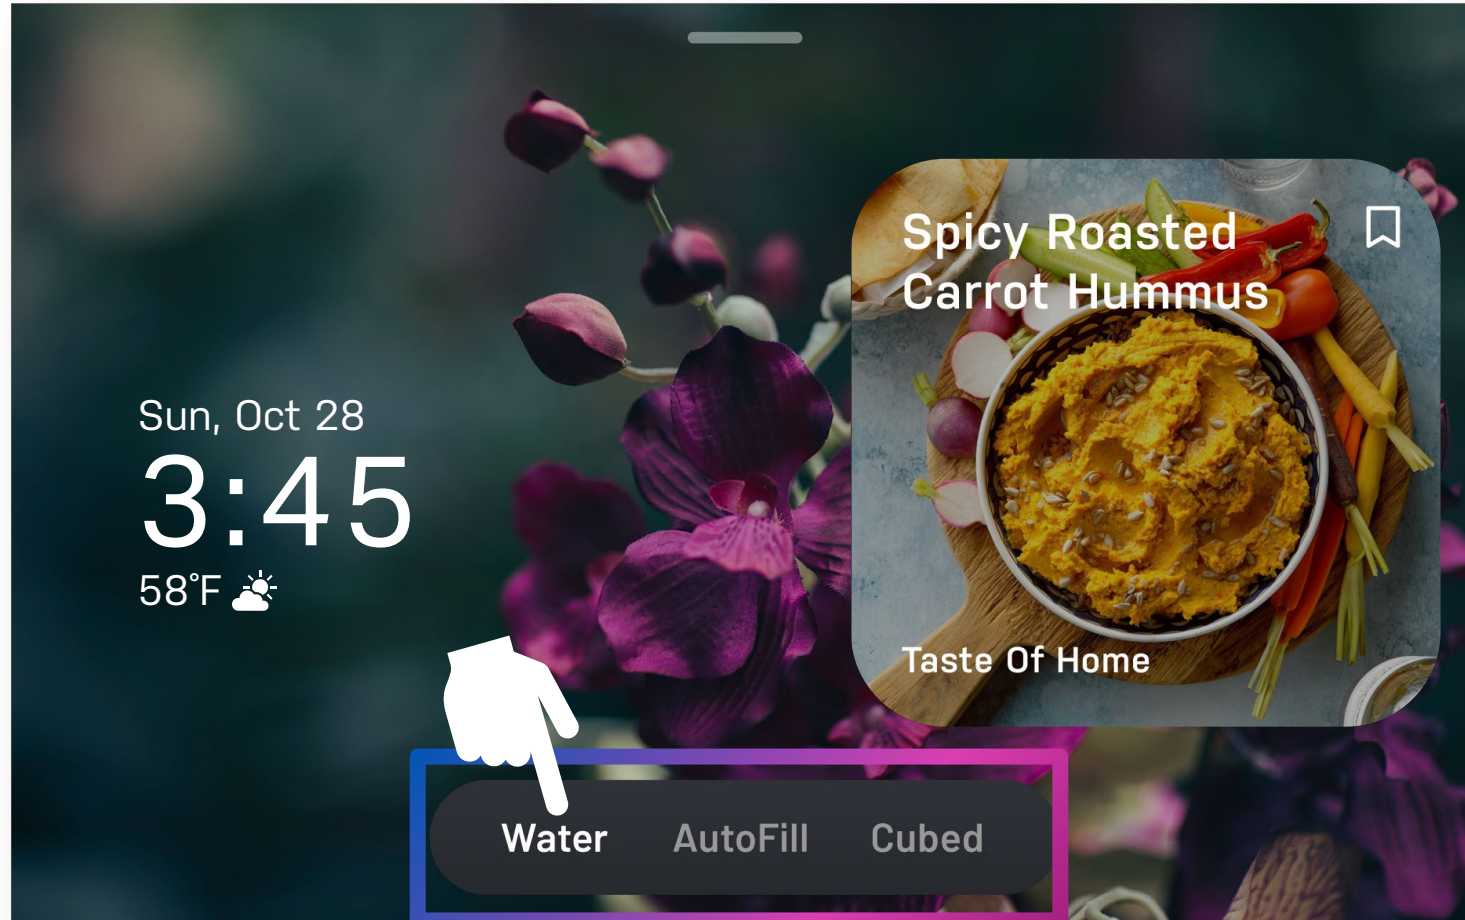 Sun, Oct 28
3:45
58°F
Spicy Roasted
Carrot Hummus
Taste Of Home
Water AutoFill Cubed